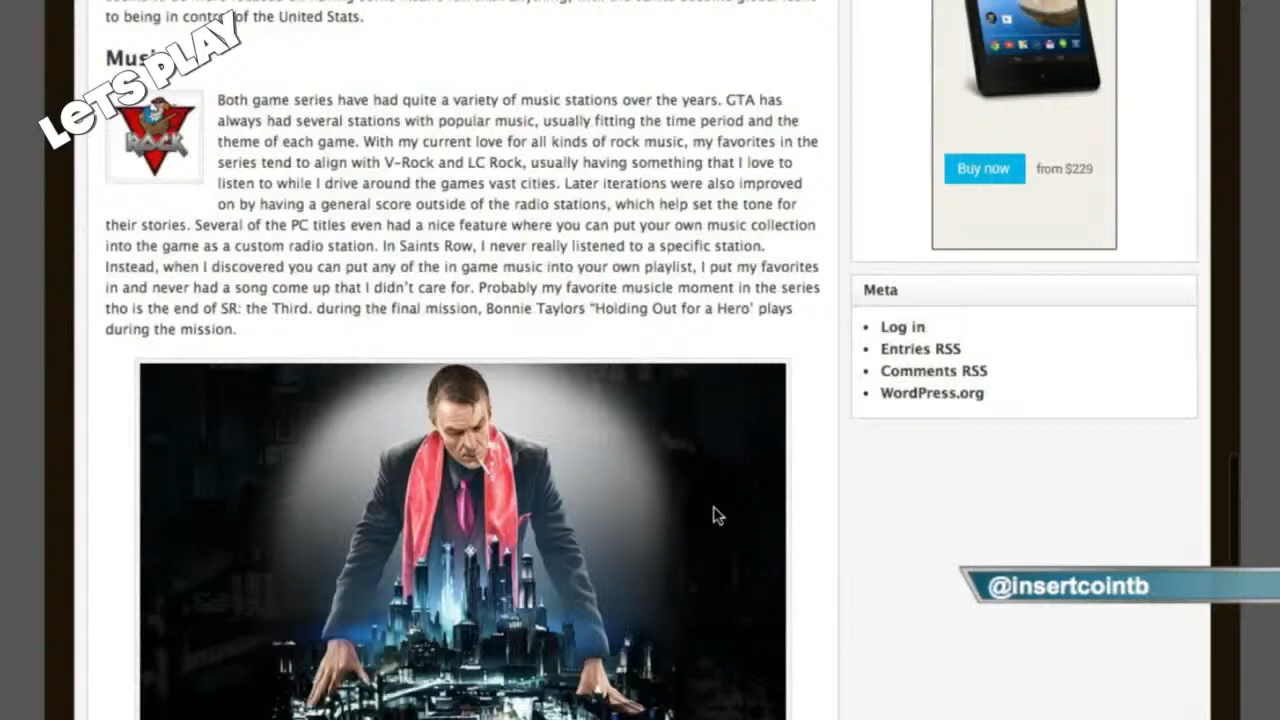 to being in control of the United Stats.
LETS PLAY
Music
ROCK
Both game series have had quite a variety of music stations over the years. GTA has
always had several stations with popular music, usually fitting the time period and the
theme of each game. With my current love for all kinds of rock music, my favorites in the
series tend to align with V-Rock and LC Rock, usually having something that I love to
listen to while I drive around the games vast cities. Later iterations were also improved
on by having a general score outside of the radio stations, which help set the tone for
their stories. Several of the PC titles even had a nice feature where you can put your own music collection
into the game as a custom radio station. In Saints Row, I never really listened to a specific station.
Instead, when I discovered you can put any of the in game music into your own playlist, I put my favorites
in and never had a song come up that I didn't care for. Probably my favorite musicle moment in the series
tho is the end of SR: the Third. during the final mission, Bonnie Taylors “Holding Out for a Hero’ plays
during the mission.
Buy now from $229
Meta
Log in
Entries RSS
Comments RSS
WordPress.org
@insertcointb